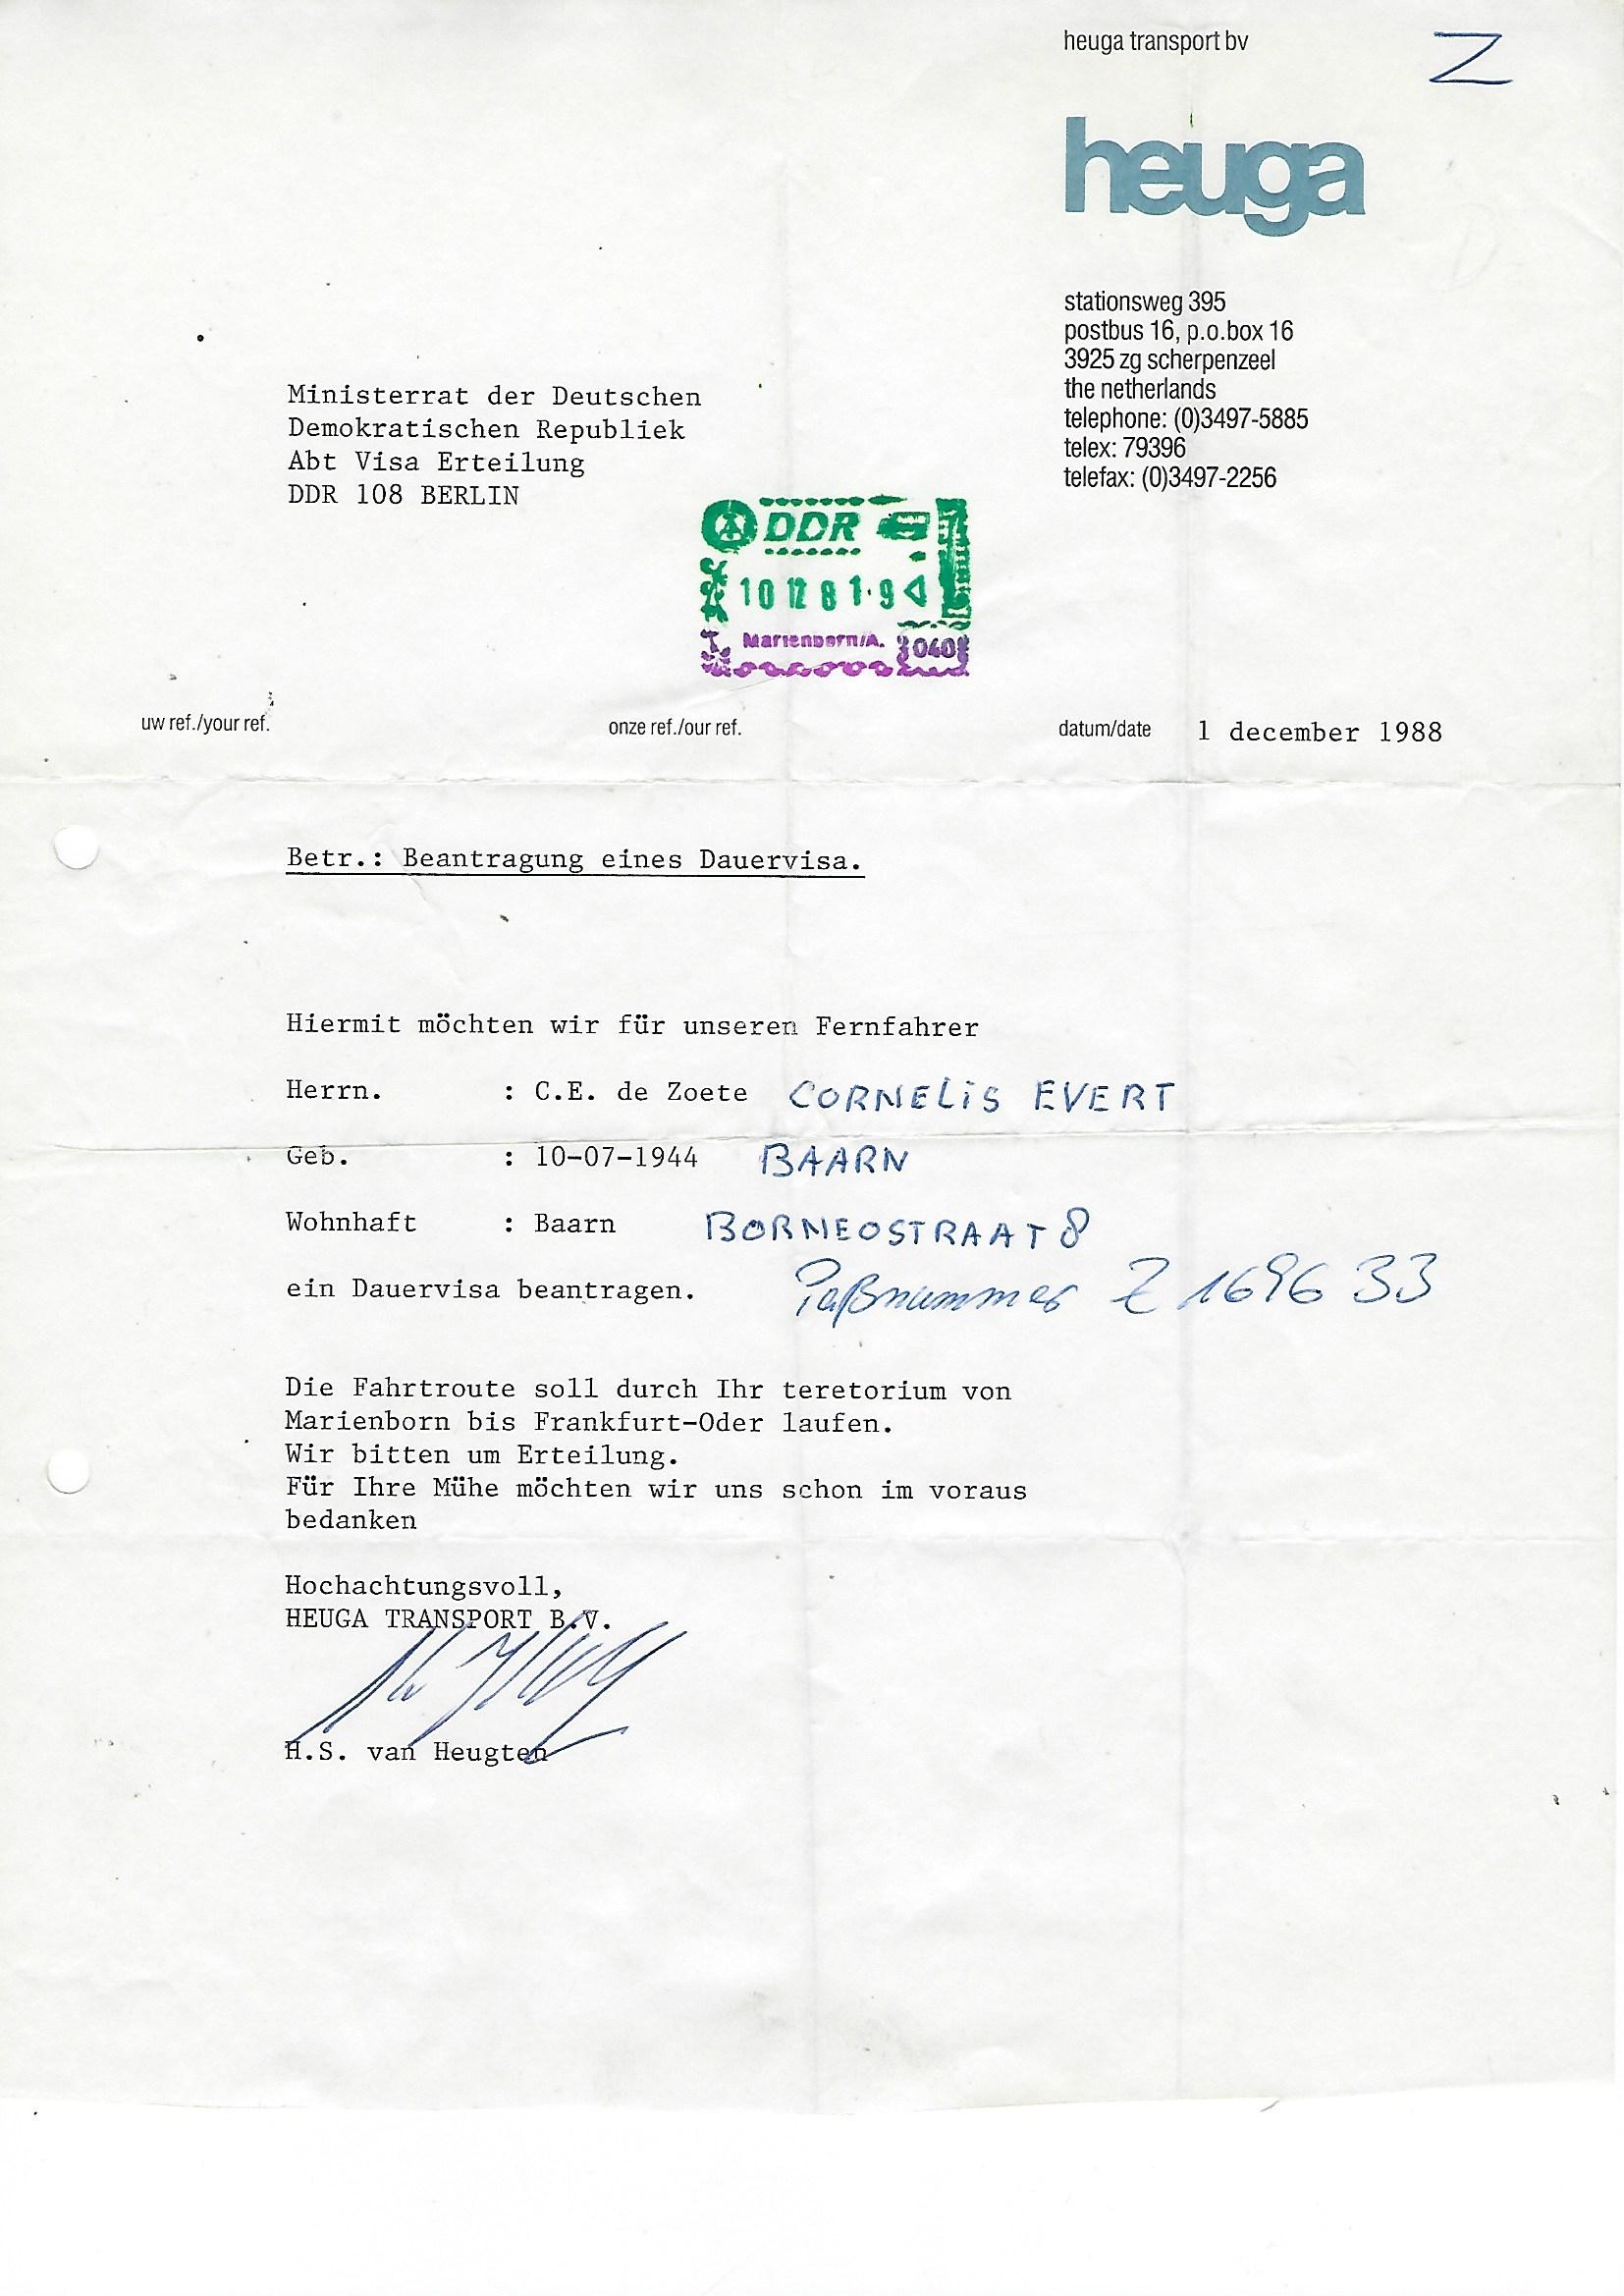 heuga transport bv
Z
heuga
stationsweg 395
postbus 16, p.o.box 16
3925 zg scherpenzeel
the netherlands
telephone: (0)3497-5885
telex: 79396
telefax: (0)3497-2256
Ministerrat der Deutschen
Demokratischen Republiek
Abt Visa Erteilung
DDR 108 BERLIN
DDR
10 12 8 1·9
Marienborn/A. 040
uw ref./your ref. onze ref./our ref. datum/date 1 december 1988
Betr.: Beantragung eines Dauervisa.
Hiermit möchten wir für unseren Fernfahrer
Herrn. : C.E. de Zoete CORNELiS EVERT
Geb. : 10-07-1944 BAARN
Wohnhaft : Baarn BORNEOSTRAAT 8
ein Dauervisa beantragen. Paßnummer Z 1696 33
Die Fahrtroute soll durch Ihr teretorium von
Marienborn bis Frankfurt-Oder laufen.
Wir bitten um Erteilung.
Für Ihre Mühe möchten wir uns schon im voraus
bedanken
Hochachtungsvoll,
HEUGA TRANSPORT B.V.
H.S. van Heugten